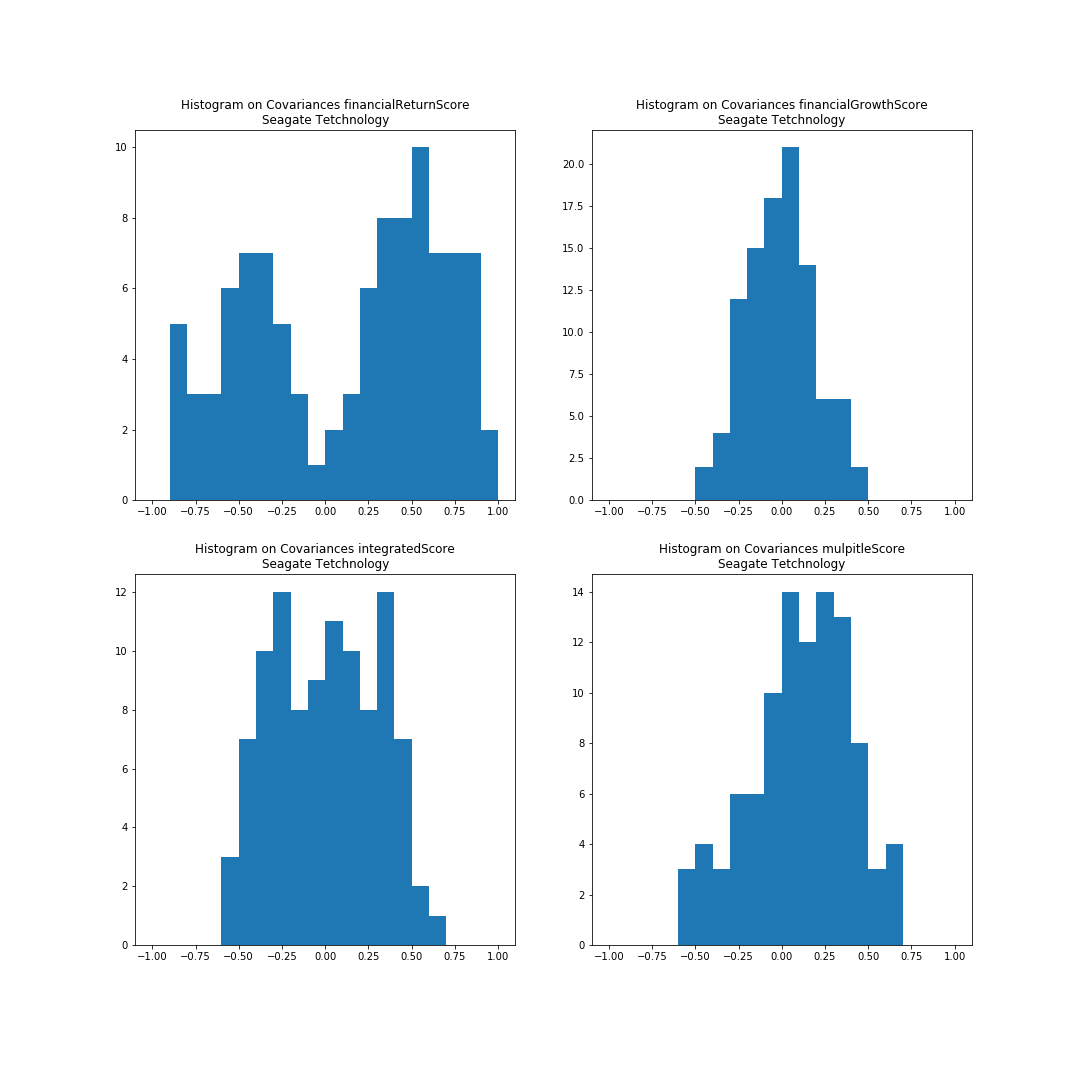 Histogram on Covariances financialReturnScore
Seagate Tetchnology
10
8
6
4
2
0
−1.00 −0.75 −0.50 −0.25 0.00 0.25 0.50 0.75 1.00
Histogram on Covariances financialGrowthScore
Seagate Tetchnology
20.0
17.5
15.0
12.5
10.0
7.5
5.0
2.5
0.0
−1.00 −0.75 −0.50 −0.25 0.00 0.25 0.50 0.75 1.00
Histogram on Covariances integratedScore
Seagate Tetchnology
12
10
8
6
4
2
0
−1.00 −0.75 −0.50 −0.25 0.00 0.25 0.50 0.75 1.00
Histogram on Covariances mulpitleScore
Seagate Tetchnology
14
12
10
8
6
4
2
0
−1.00 −0.75 −0.50 −0.25 0.00 0.25 0.50 0.75 1.00